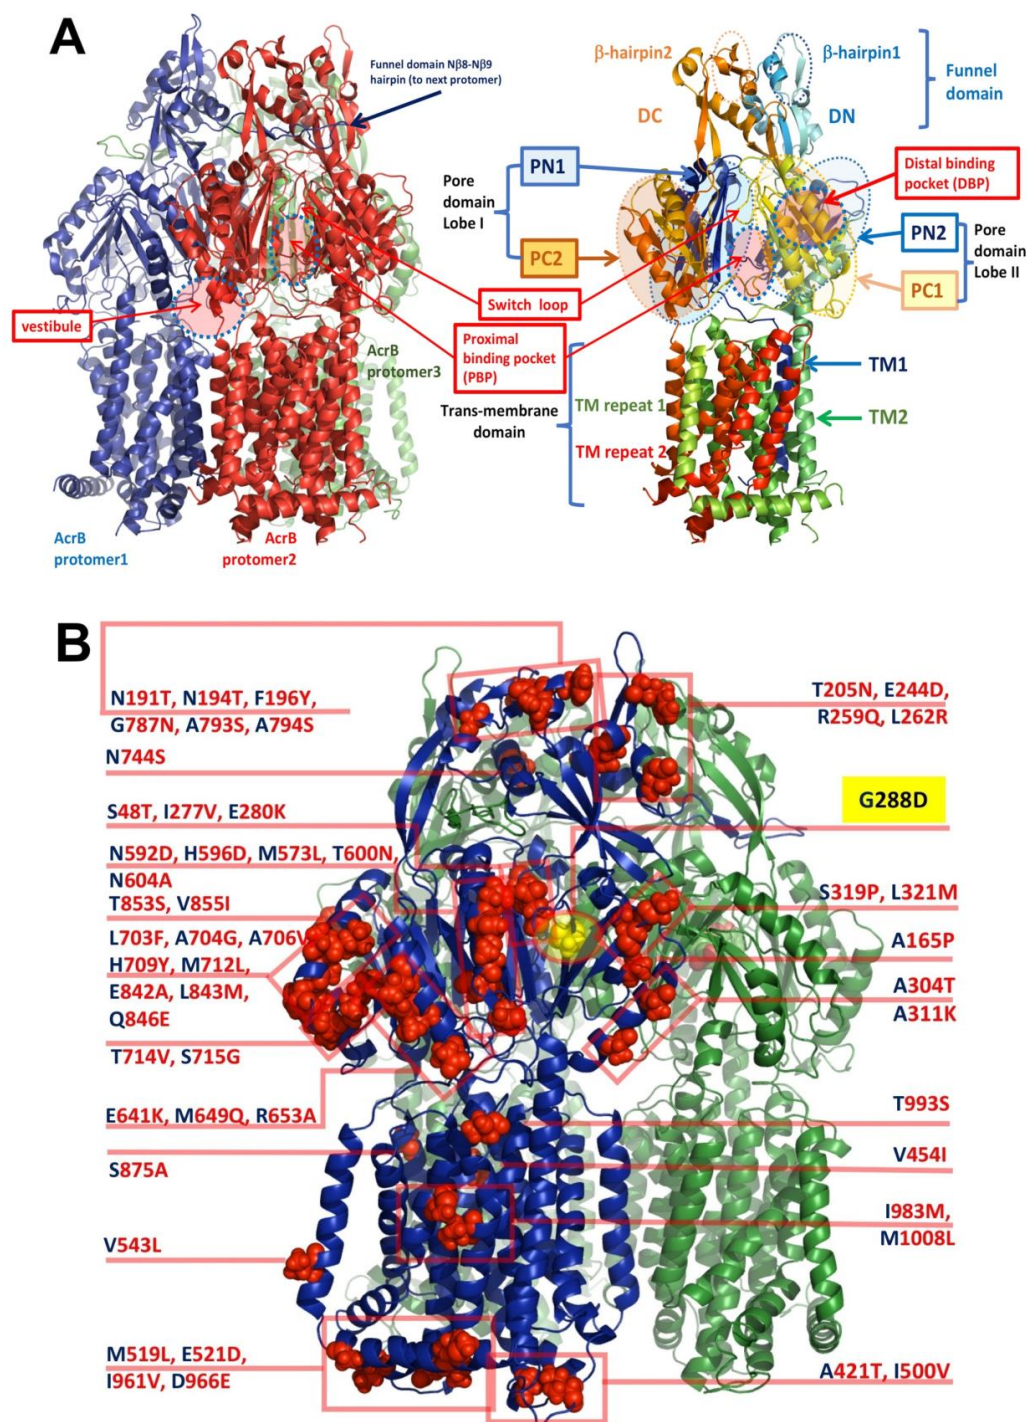 A
Funnel domain Nβ8-Nβ9
hairpin (to next protomer)
β-hairpin2
β-hairpin1
Funnel
domain
DC
DN
Pore
domain
Lobe I
PN1
PC2
Distal binding
pocket (DBP)
PN2
PC1
Pore
domain
Lobe II
Switch loop
vestibule
Proximal
binding pocket
(PBP)
AcrB
protomer3
Trans-membrane
domain
TM repeat 1
TM repeat 2
TM1
TM2
AcrB
protomer1
AcrB
protomer2
B
N191T, N194T, F196Y,
G787N, A793S, A794S
N744S
S48T, I277V, E280K
N592D, H596D, M573L, T600N,
N604A
T853S, V855I
L703F, A704G, A706V
H709Y, M712L,
E842A, L843M,
Q846E
T714V, S715G
E641K, M649Q, R653A
S875A
V543L
M519L, E521D,
I961V, D966E
T205N, E244D,
R259Q, L262R
G288D
S319P, L321M
A165P
A304T
A311K
T993S
V454I
I983M,
M1008L
A421T, I500V